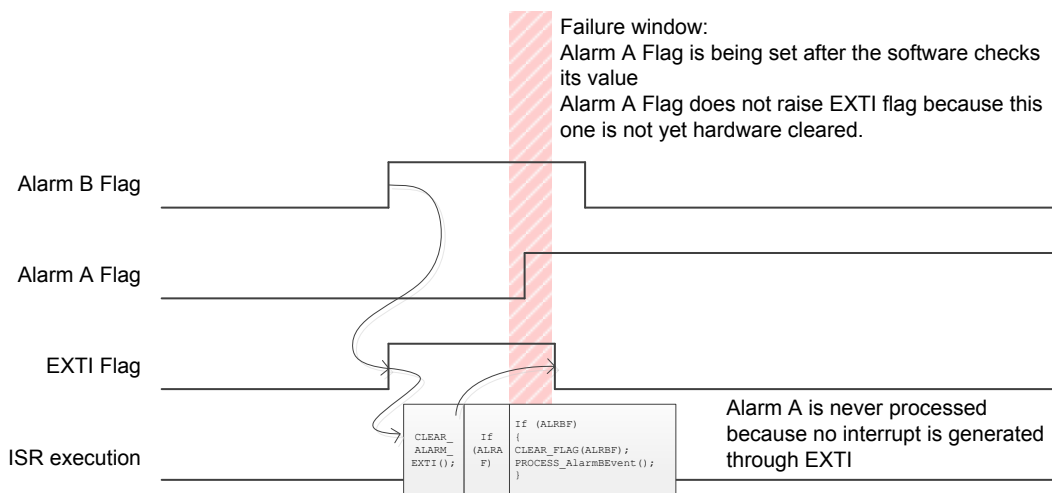 Failure window:
Alarm A Flag is being set after the software checks
its value
Alarm A Flag does not raise EXTI flag because this
one is not yet hardware cleared.
Alarm B Flag
Alarm A Flag
EXTI Flag
ISR execution
CLEAR_
ALARM_
EXTI();
If
(ALRA
F)
If (ALRBF)
{
CLEAR_FLAG(ALRBF);
PROCESS_AlarmBEvent();
}
Alarm A is never processed
because no interrupt is generated
through EXTI